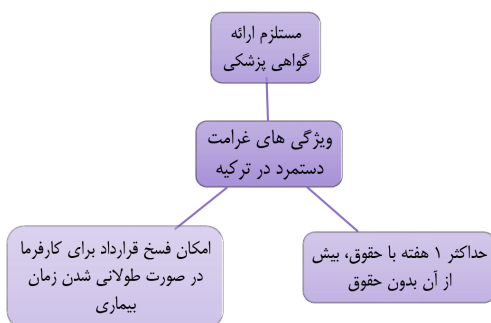 مستلزم ارائه
گواهی پزشکی
ویژگی های غرامت
دستمزد در ترکیه
حداکثر ۱ هفته با حقوق، بیش
از آن بدون حقوق
امکان فسخ قرارداد برای کارفرما
در صورت طولانی شدن زمان
بیماری